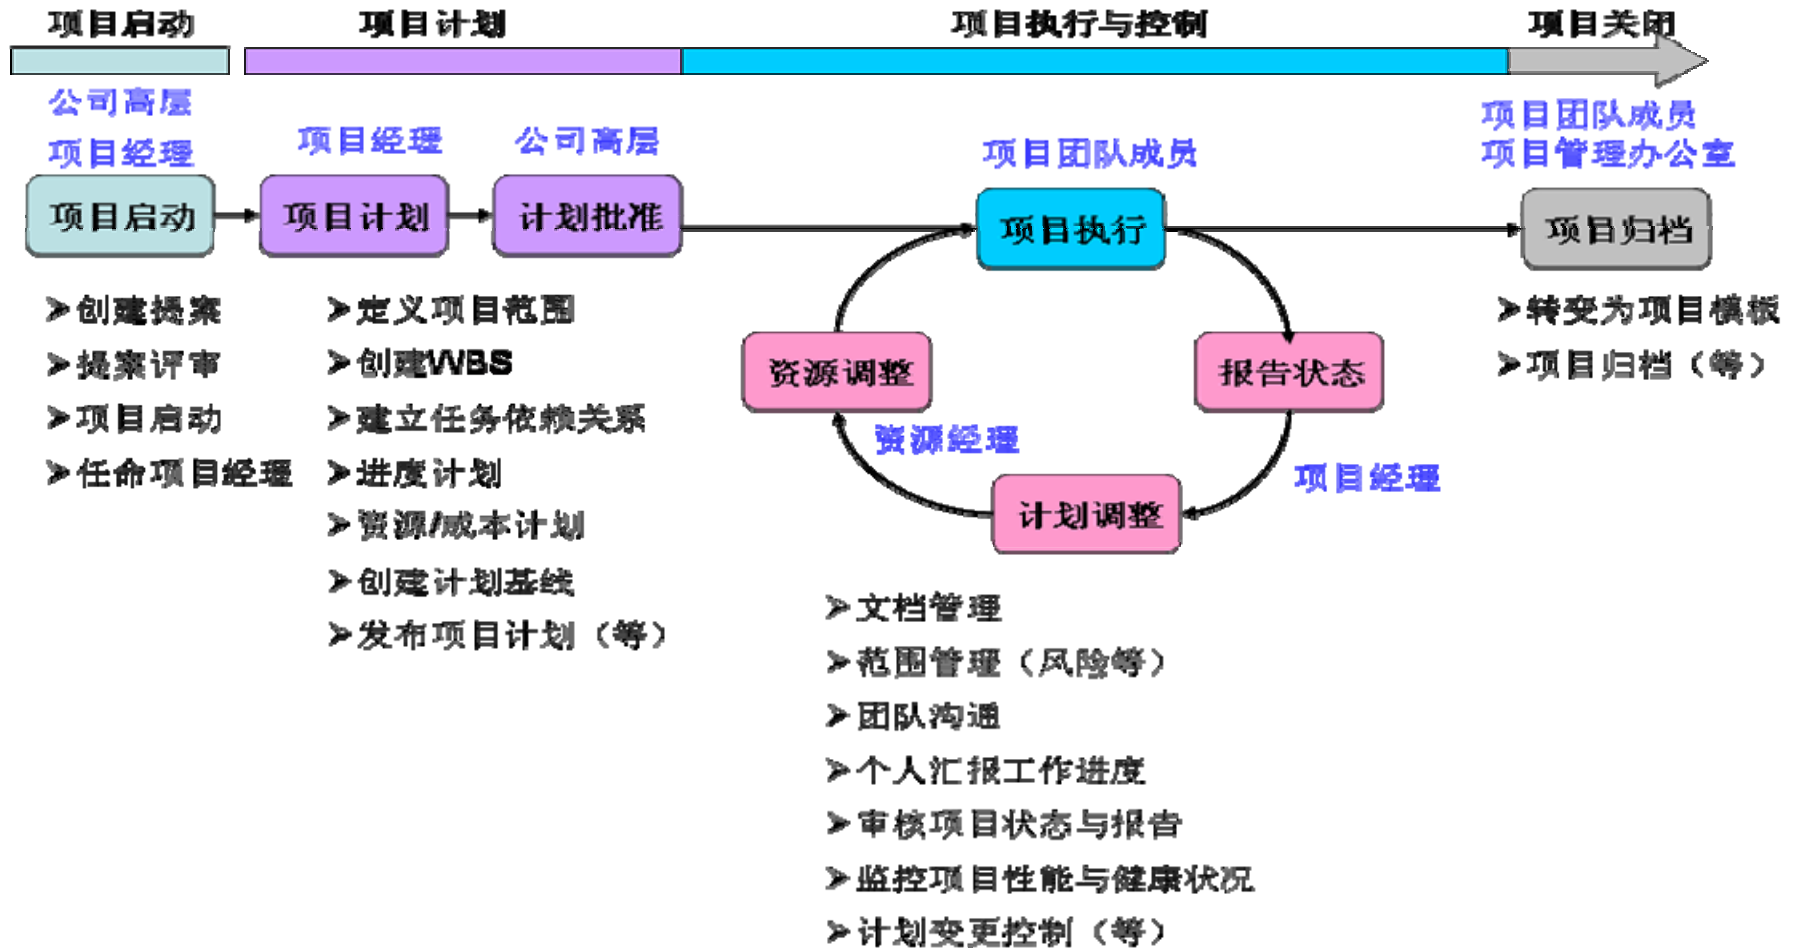 项目启动
项目计划
项目执行与控制
项目关闭
公司高层
项目经理
项目经理
公司高层
项目团队成员
项目团队成员
项目管理办公室
项目启动
项目计划
计划批准
项目执行
项目归档
➢创建提案
➢提案评审
➢项目启动
➢任命项目经理
➢定义项目范围
➢创建WBS
➢建立任务依赖关系
➢进度计划
➢资源/成本计划
➢创建计划基线
➢发布项目计划（等）
资源调整
报告状态
资源经理
项目经理
计划调整
➢转变为项目模板
➢项目归档（等）
➢文档管理
➢范围管理（风险等）
➢团队沟通
➢个人汇报工作进度
➢审核项目状态与报告
➢监控项目性能与健康状况
➢计划变更控制（等）